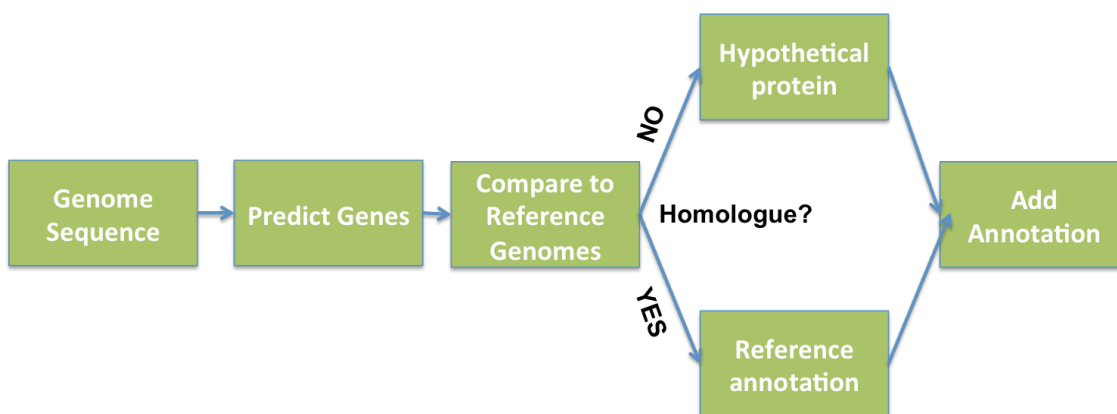 Genome
Sequence
Predict Genes
Compare to
Reference
Genomes
Homologue?
NO
Hypothetical
protein
YES
Reference
annotation
Add
Annotation